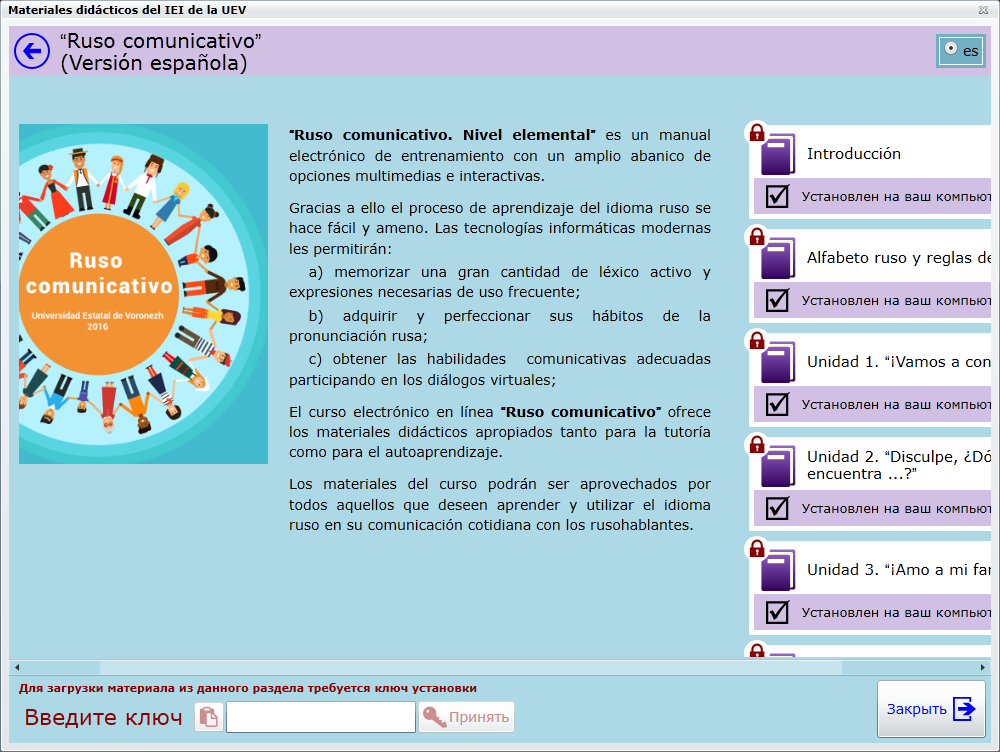 Materiales didácticos del IEI de la UEV
“Ruso comunicativo”
(Versión española)
es
Ruso
comunicativo
Universidad Estatal de Voronezh
2016
“Ruso comunicativo. Nivel elemental” es un manual
electrónico de entrenamiento con un amplio abanico de
opciones multimedias e interactivas.
Gracias a ello el proceso de aprendizaje del idioma ruso se
hace fácil y ameno. Las tecnologías informáticas modernas
les permitirán:
a) memorizar una gran cantidad de léxico activo y
expresiones necesarias de uso frecuente;
b) adquirir y perfeccionar sus hábitos de la
pronunciación rusa;
c) obtener las habilidades comunicativas adecuadas
participando en los diálogos virtuales;
El curso electrónico en línea “Ruso comunicativo” ofrece
los materiales didácticos apropiados tanto para la tutoría
como para el autoaprendizaje.
Los materiales del curso podrán ser aprovechados por
todos aquellos que deseen aprender y utilizar el idioma
ruso en su comunicación cotidiana con los rusohablantes.
Introducción
Установлен на ваш компьют
Alfabeto ruso y reglas de
Установлен на ваш компьют
Unidad 1. “¡Vamos a con
Установлен на ваш компьют
Unidad 2. “Disculpe, ¿Dó
encuentra ...?”
Установлен на ваш компьют
Unidad 3. “¡Amo a mi fam
Установлен на ваш компьют
Для загрузки материала из данного раздела требуется ключ установки
Введите ключ
Принять
Закрыть